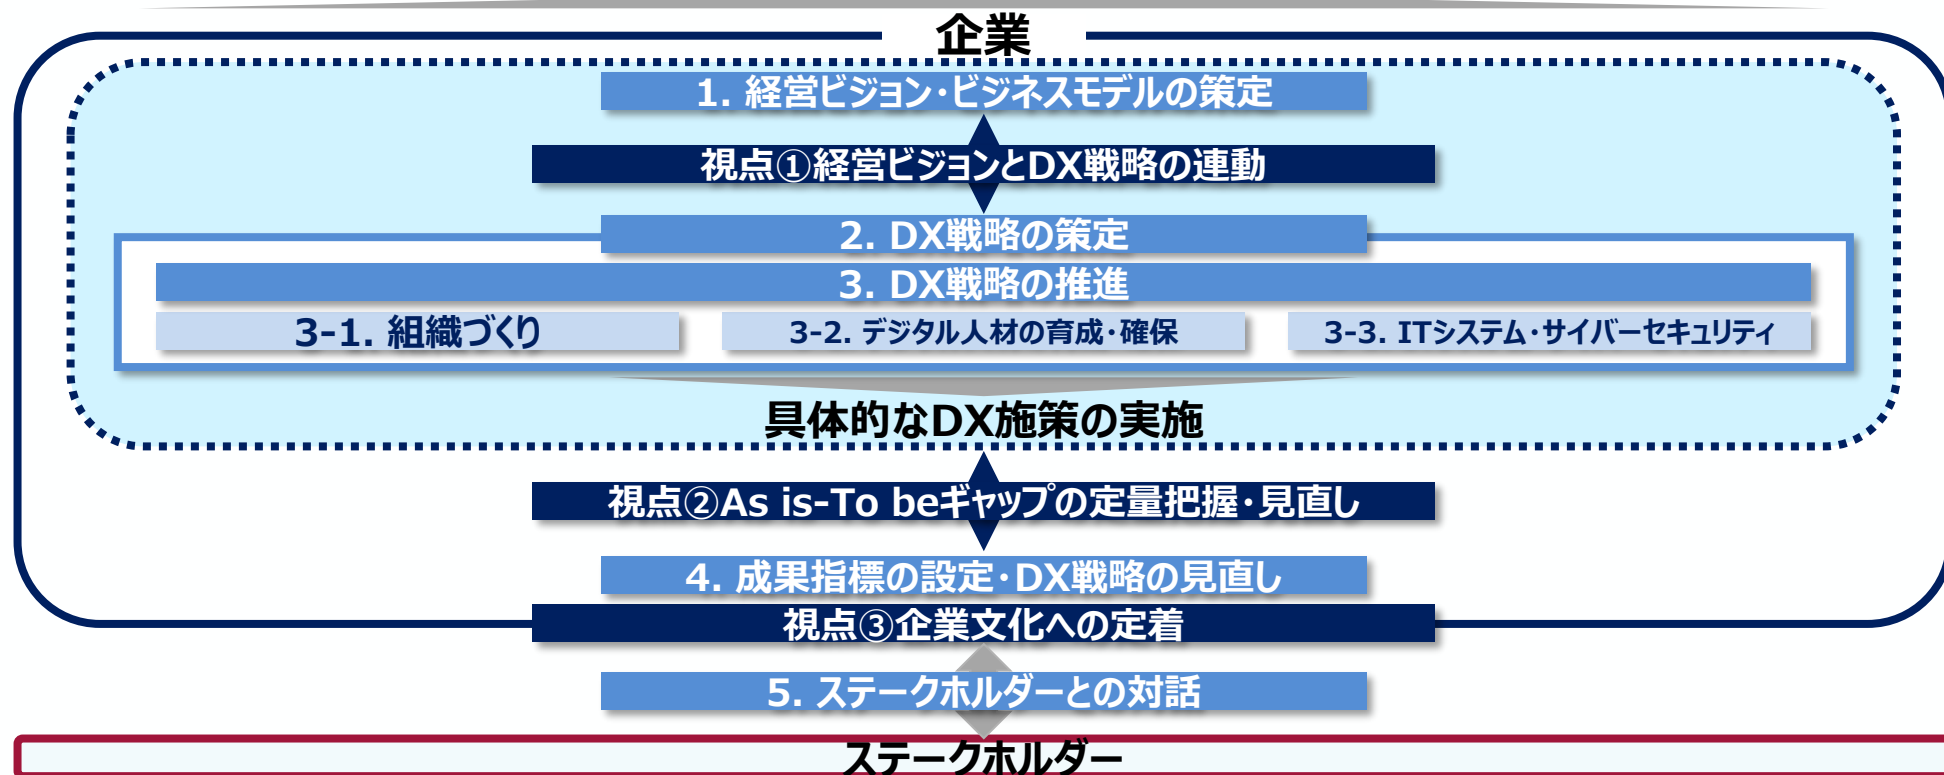 企業
1. 経営ビジョン・ビジネスモデルの策定
視点①経営ビジョンとDX戦略の連動
2. DX戦略の策定
3. DX戦略の推進
3-1. 組織づくり
3-2. デジタル人材の育成・確保
3-3. ITシステム・サイバーセキュリティ
具体的なDX施策の実施
視点②As is-To beギャップの定量把握・見直し
4. 成果指標の設定・DX戦略の見直し
視点③企業文化への定着
5. ステークホルダーとの対話
ステークホルダー